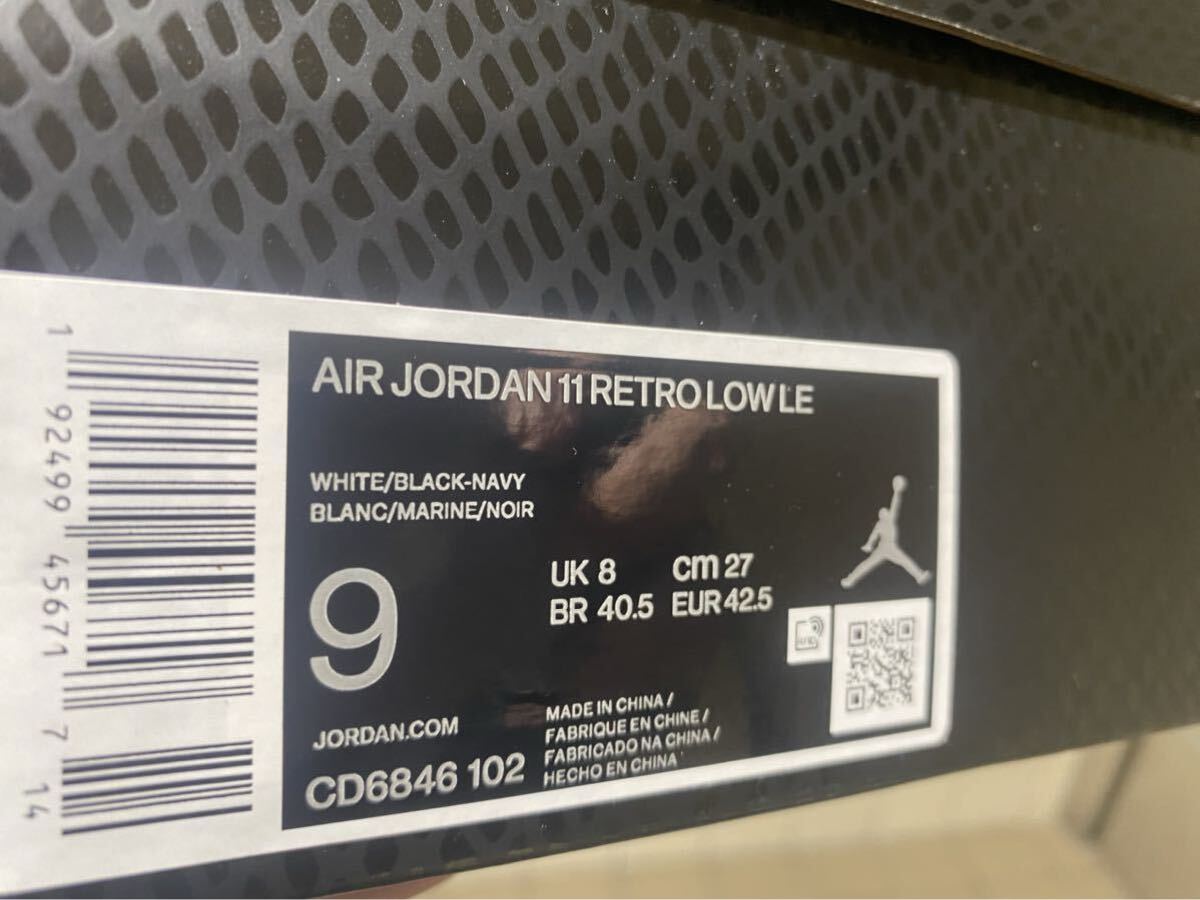 AIR JORDAN 11 RETRO LOW LE
WHITE/BLACK-NAVY
BLANC/MARINE/NOIR
9
UK 8 cm 27
BR 40.5 EUR 42.5
JORDAN.COM
CD6846 102
MADE IN CHINA /
FABRIQUE EN CHINE /
FABRICADO NA CHINA /
HECHO EN CHINA
1 92499 45671 7 14